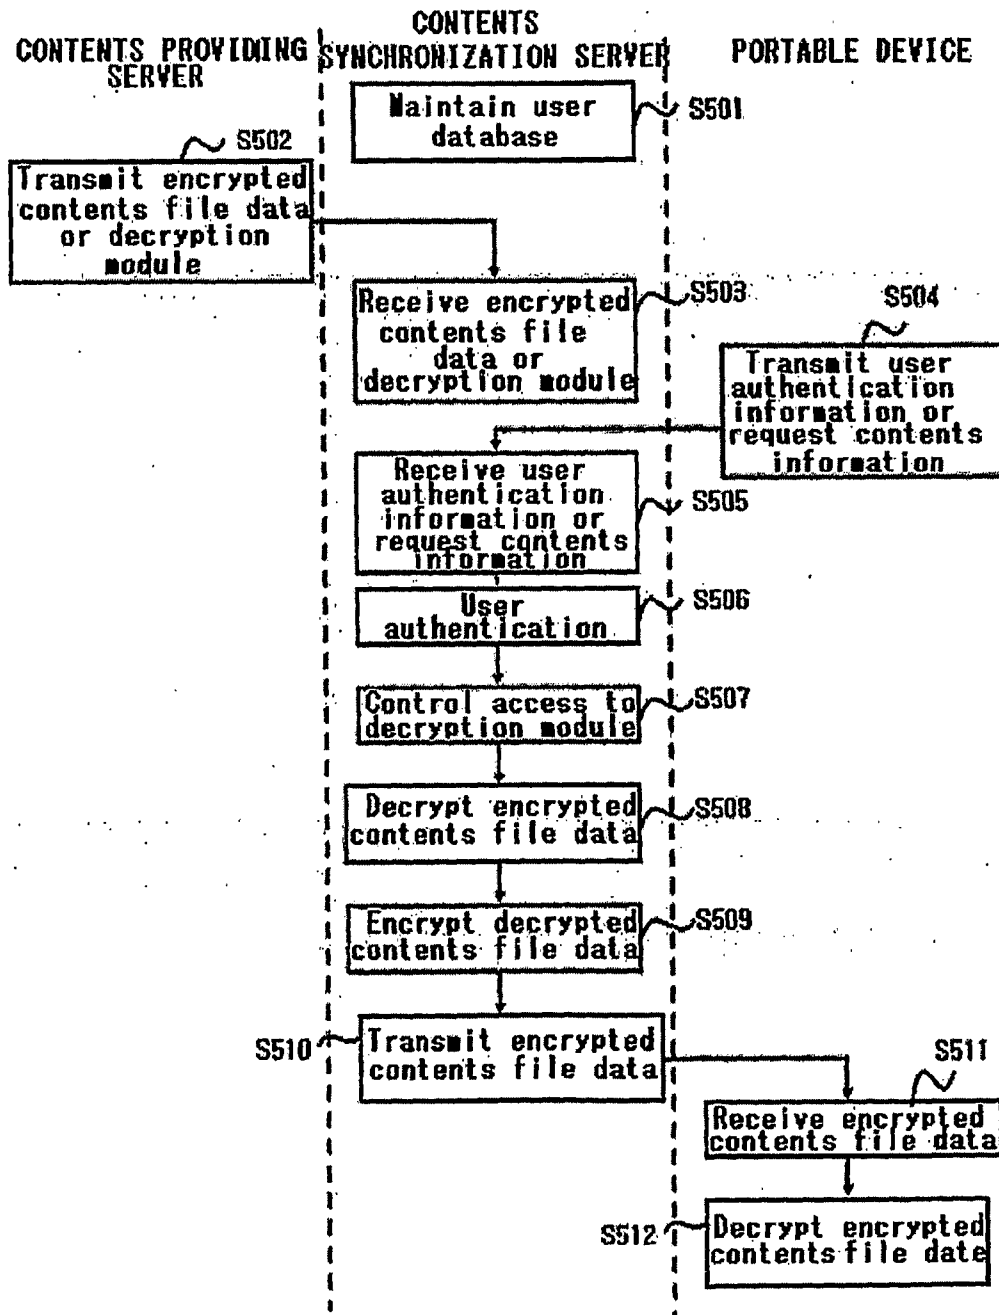 CONTENTS PROVIDING
SERVER
CONTENTS
SYNCHRONIZATION SERVER
PORTABLE DEVICE
Maintain user
database
S501
S502
Transmit encrypted
contents file data
or decryption
module
Receive encrypted
contents file
data or
decryption module
S503
S504
Transmit user
authentication
information or
request contents
information
Receive user
authentication
information or
request contents
information
S505
User
authentication
S506
Control access to
decryption module
S507
Decrypt encrypted
contents file data
S508
Encrypt decrypted
contents file data
S509
S510
Transmit encrypted
contents file data
S511
Receive encrypted
contents file data
S512
Decrypt encrypted
contents file date